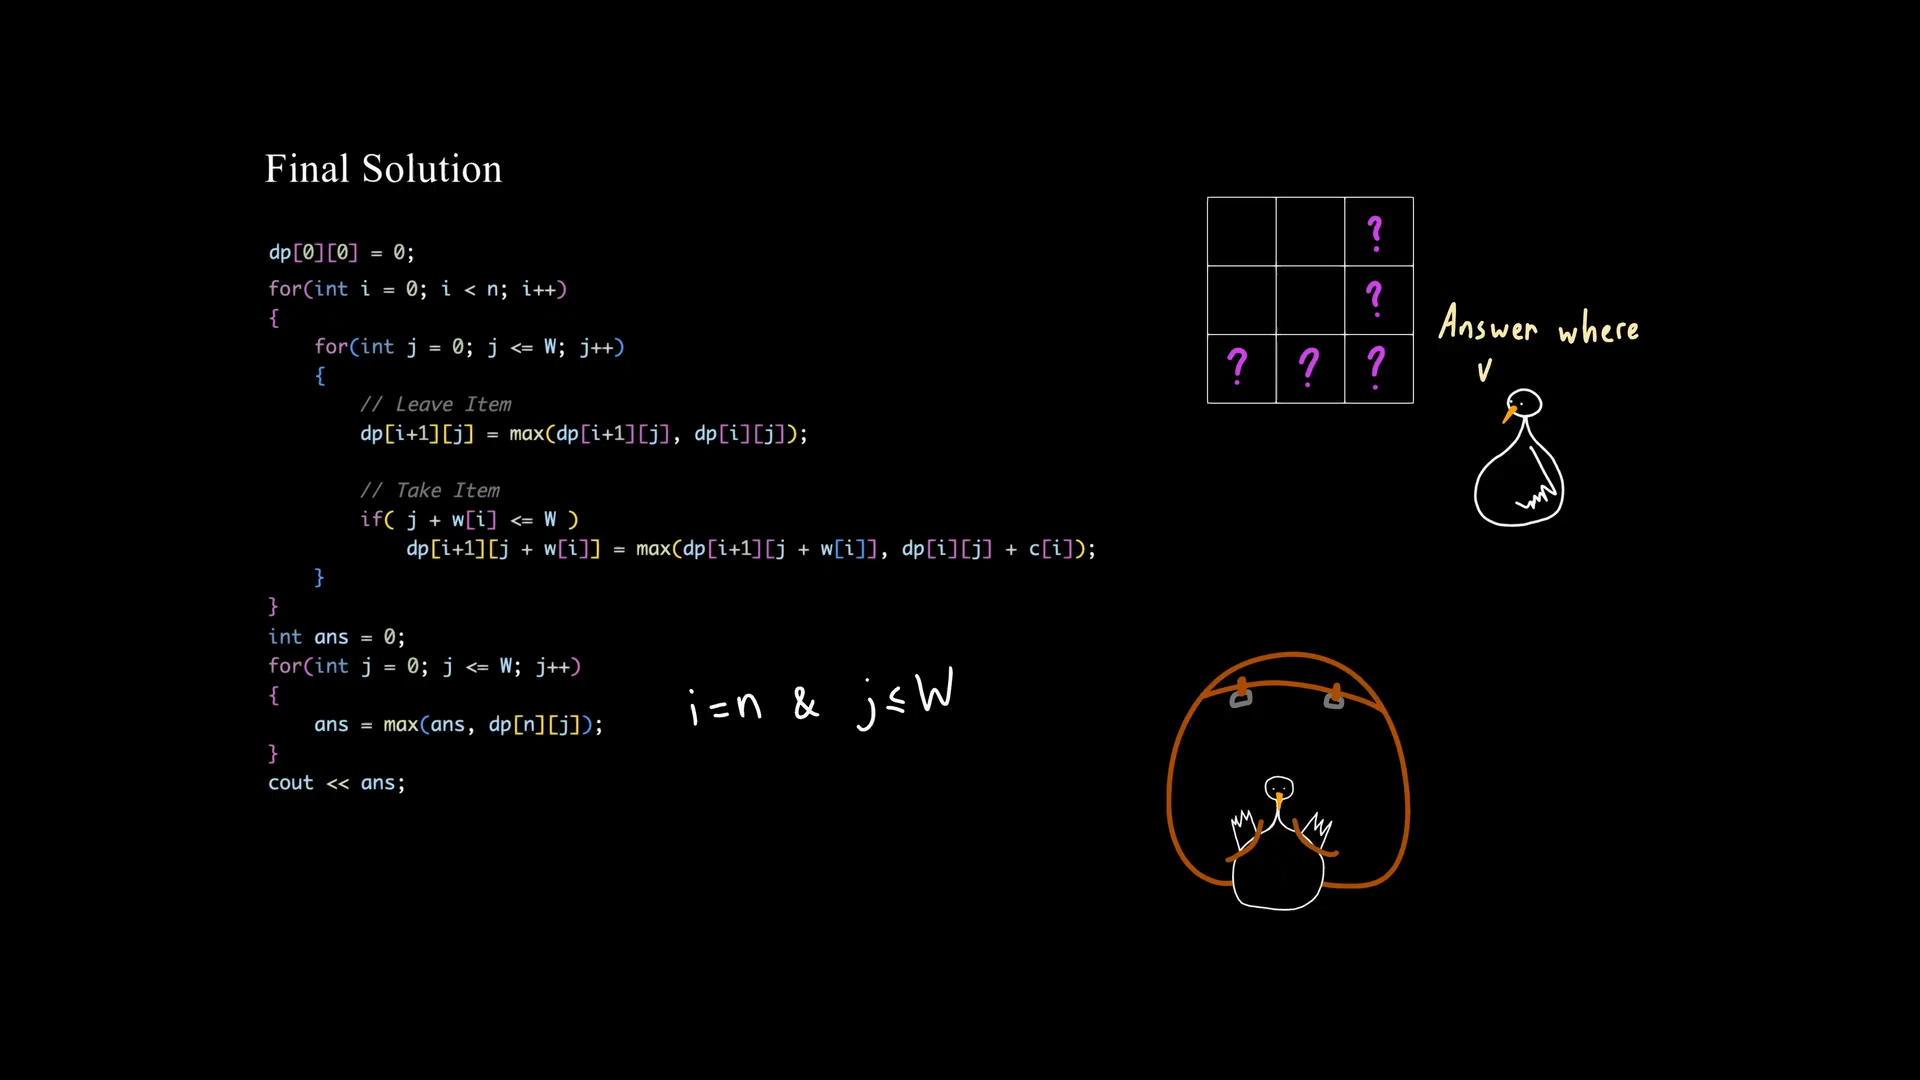 Final Solution
dp[0][0] = 0;
for(int i = 0; i < n; i++)
{
for(int j = 0; j <= W; j++)
{
// Leave Item
dp[i+1][j] = max(dp[i+1][j], dp[i][j]);
// Take Item
if( j + w[i] <= W )
dp[i+1][j + w[i]] = max(dp[i+1][j + w[i]], dp[i][j] + c[i]);
}
}
int ans = 0;
for(int j = 0; j <= W; j++)
{
ans = max(ans, dp[n][j]);
}
cout << ans;
i=n & j≤W
?
?
? ? ?
Answer where
v